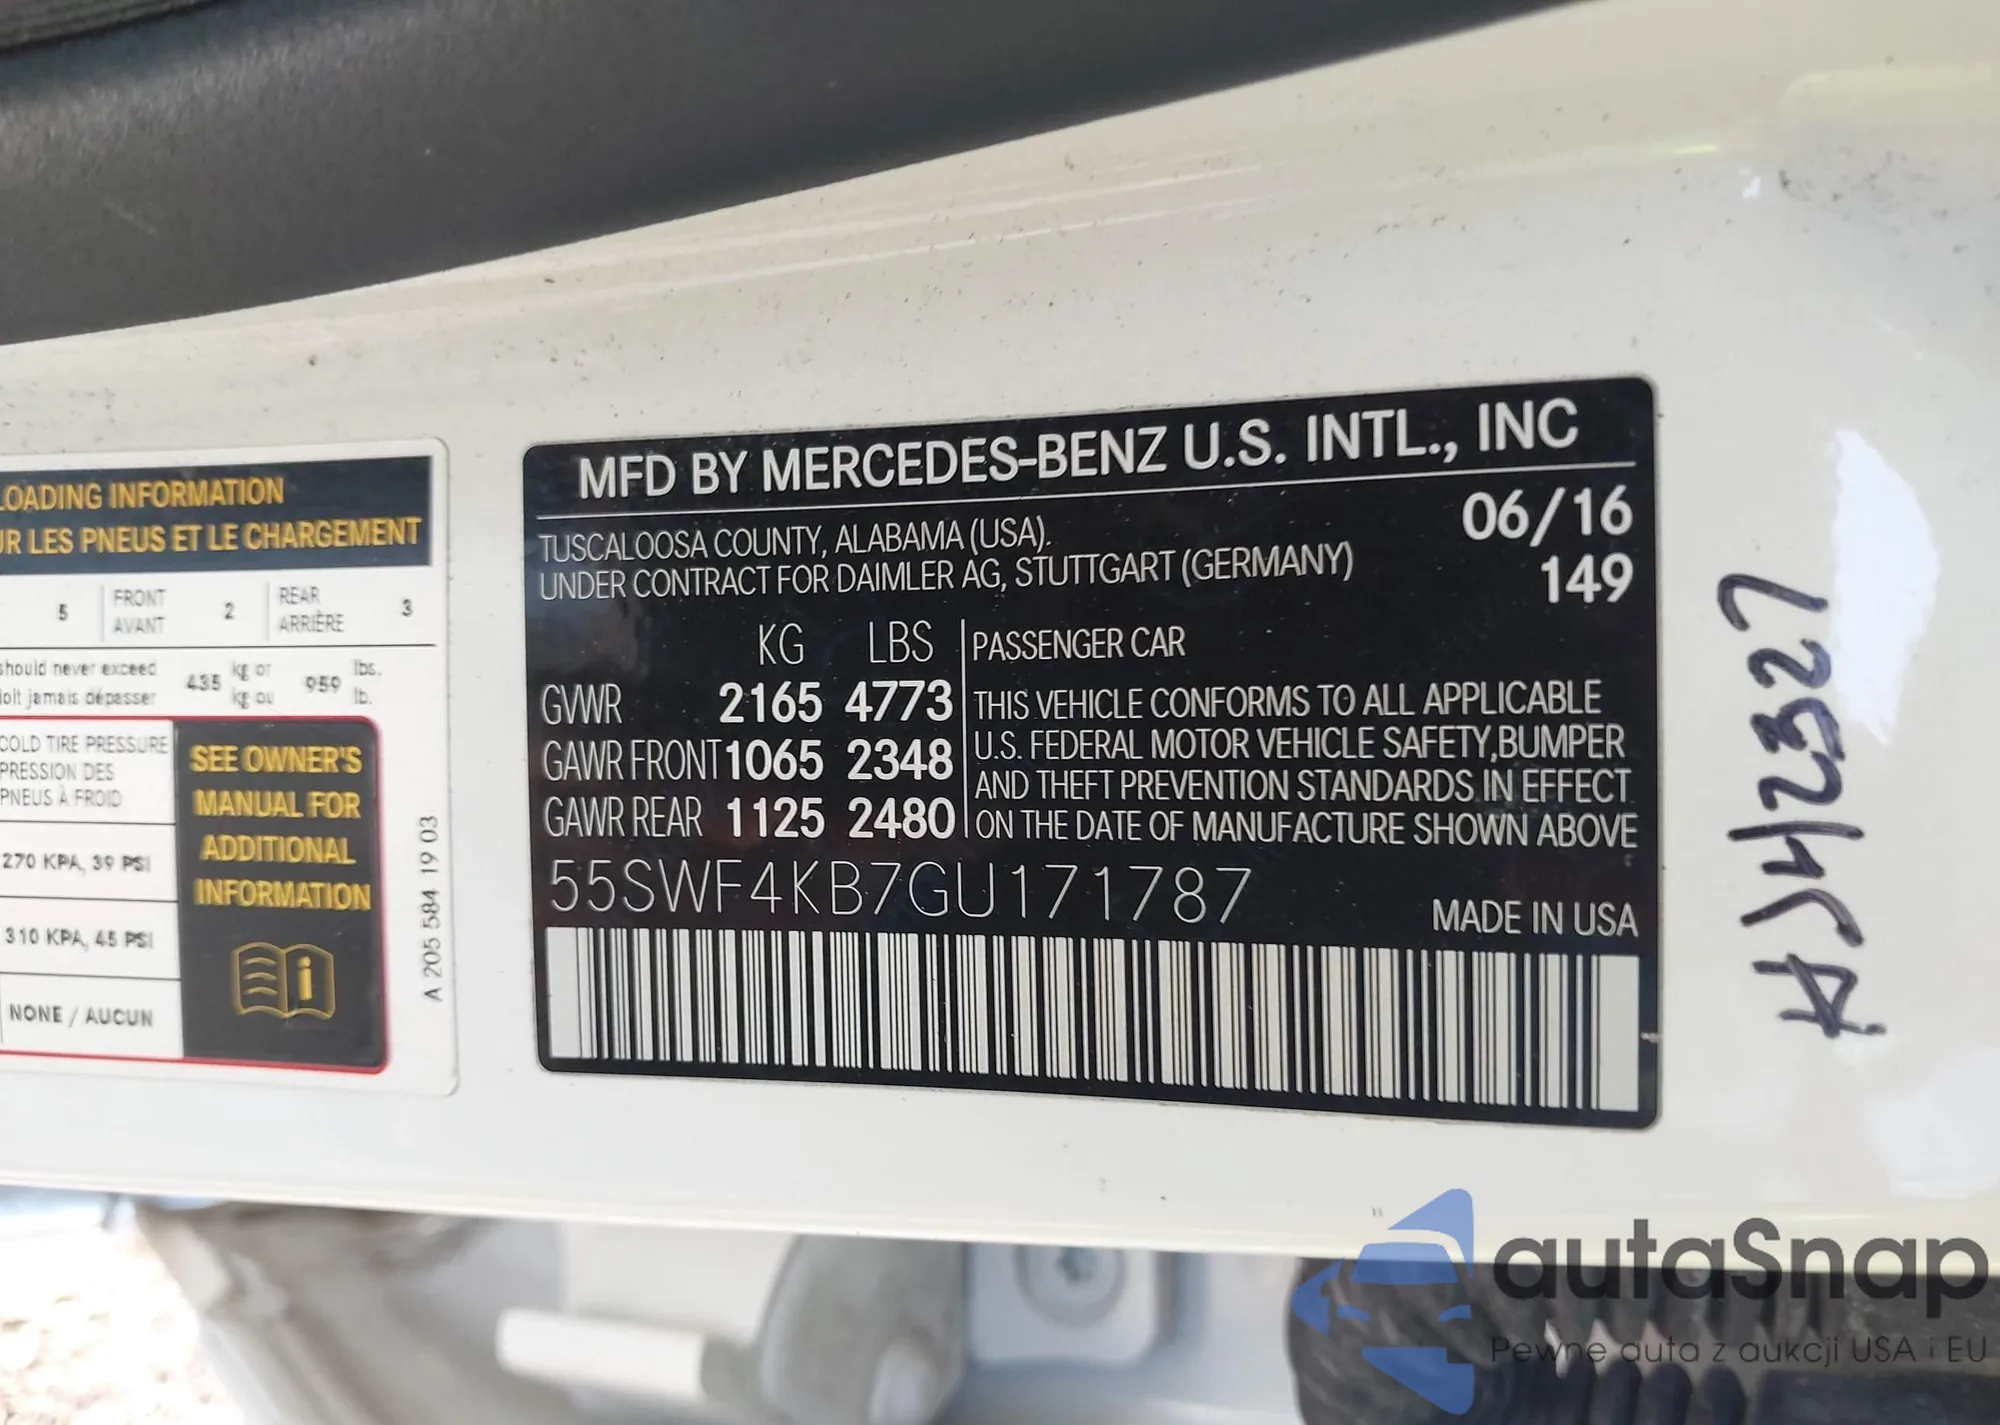 LOADING INFORMATION
UR LES PNEUS ET LE CHARGEMENT
5 FRONT AVANT 2 REAR ARRIÈRE 3
should never exceed 435 kg or 959 lbs.
doit jamais dépasser kg ou lb.
COLD TIRE PRESSURE
PRESSION DES
PNEUS À FROID
270 KPA, 39 PSI
310 KPA, 45 PSI
NONE / AUCUN
SEE OWNER'S
MANUAL FOR
ADDITIONAL
INFORMATION
i
A 205 584 19 03
MFD BY MERCEDES-BENZ U.S. INTL., INC
TUSCALOOSA COUNTY, ALABAMA (USA). 06/16
UNDER CONTRACT FOR DAIMLER AG, STUTTGART (GERMANY) 149
KG LBS
GVWR 2165 4773
GAWR FRONT 1065 2348
GAWR REAR 1125 2480
PASSENGER CAR
THIS VEHICLE CONFORMS TO ALL APPLICABLE
U.S. FEDERAL MOTOR VEHICLE SAFETY,BUMPER
AND THEFT PREVENTION STANDARDS IN EFFECT
ON THE DATE OF MANUFACTURE SHOWN ABOVE
55SWF4KB7GU171787
MADE IN USA
autaSnap
Pewne auta z aukcji USA i EU